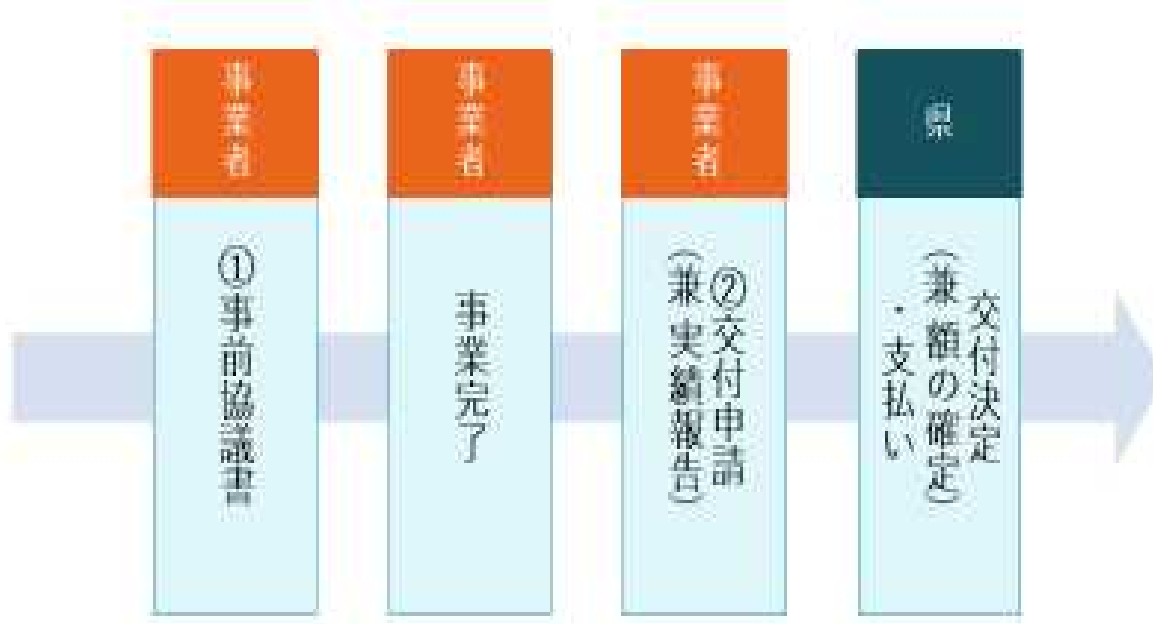 事業者
①事前協議書
事業者
事業完了
事業者
②交付申請
(兼 実績報告)
県
交付決定
(兼 額の確定)
・支払い